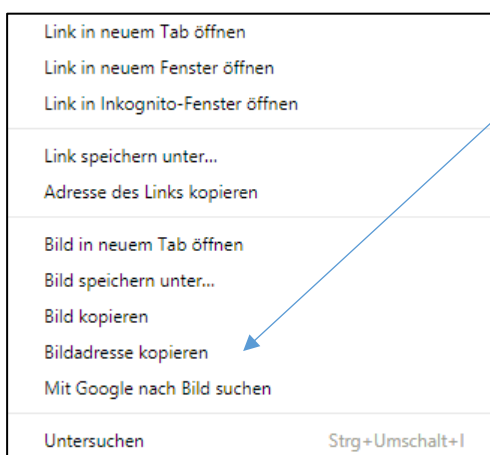 Link in neuem Tab öffnen
Link in neuem Fenster öffnen
Link in Inkognito-Fenster öffnen
Link speichern unter...
Adresse des Links kopieren
Bild in neuem Tab öffnen
Bild speichern unter...
Bild kopieren
Bildadresse kopieren
Mit Google nach Bild suchen
Untersuchen Strg+Umschalt+I